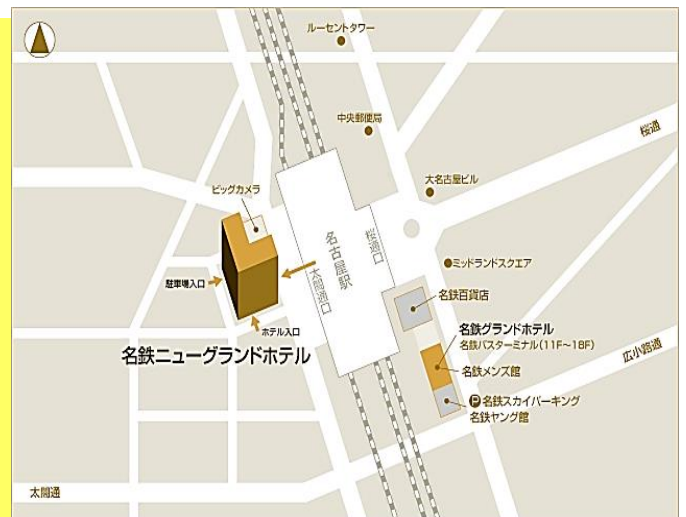 ルーセントタワー
中央郵便局
桜通
大名古屋ビル
ビッグカメラ
名古屋駅
桜通口
太閤通口
ミッドランドスクエア
駐車場入口
名鉄百貨店
ホテル入口
名鉄グランドホテル
名鉄バスターミナル(11F~18F)
名鉄ニューグランドホテル
広小路通
名鉄メンズ館
P 名鉄スカイパーキング
名鉄ヤング館
太閤通